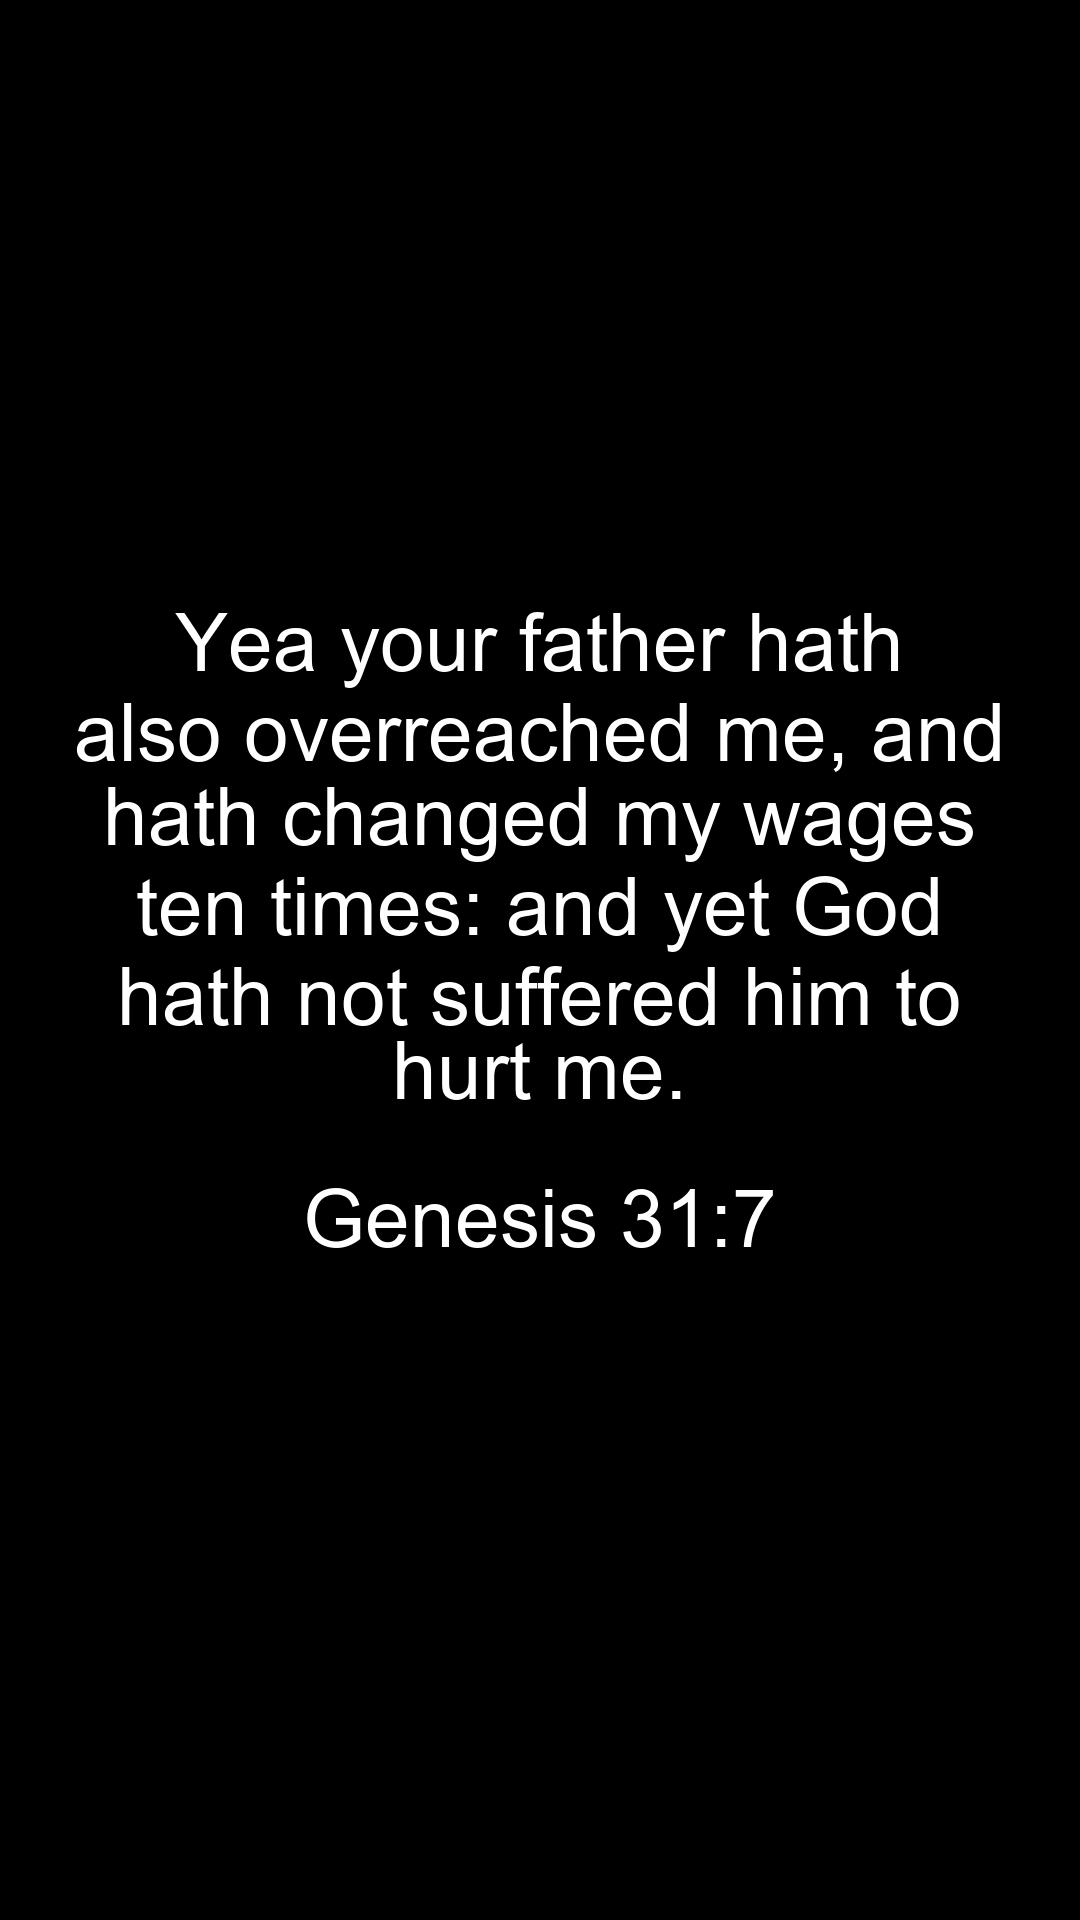 Yea your father hath
also overreached me, and
hath changed my wages
ten times: and yet God
hath not suffered him to
hurt me.
Genesis 31:7